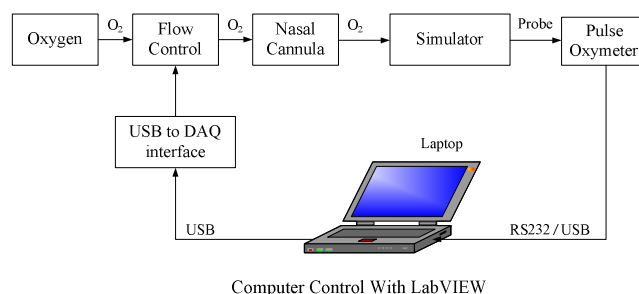 O₂
O₂
O₂
Probe
Oxygen
Flow
Control
Nasal
Cannula
Simulator
Pulse
Oxymeter
USB to DAQ
interface
Laptop
USB
RS232 / USB
Computer Control With LabVIEW